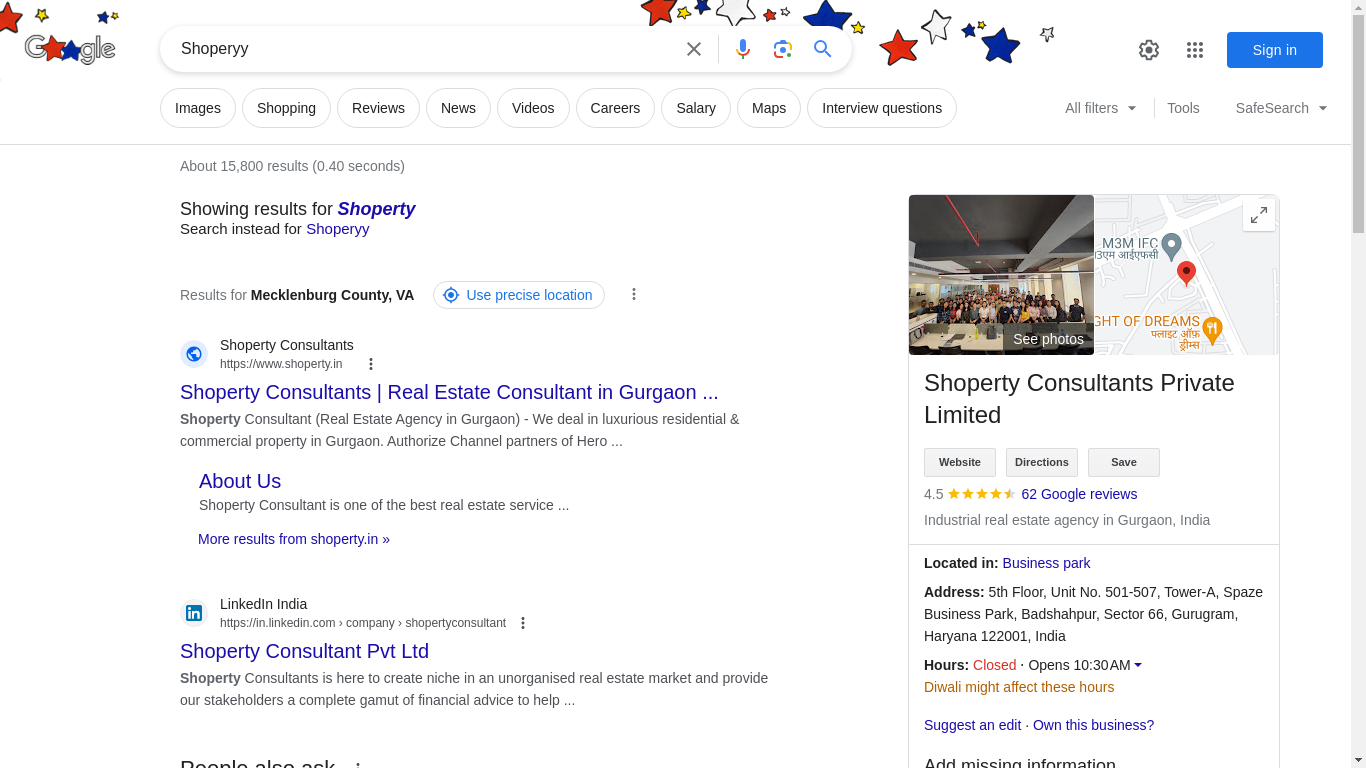 Google
Shoperyy
Sign in
Images
Shopping
Reviews
News
Videos
Careers
Salary
Maps
Interview questions
All filters
Tools
SafeSearch
About 15,800 results (0.40 seconds)
Showing results for Shoperty
Search instead for Shoperyy
Results for Mecklenburg County, VA
Use precise location
Shoperty Consultants
https://www.shoperty.in
Shoperty Consultants | Real Estate Consultant in Gurgaon ...
Shoperty Consultant (Real Estate Agency in Gurgaon) - We deal in luxurious residential &
commercial property in Gurgaon. Authorize Channel partners of Hero ...
About Us
Shoperty Consultant is one of the best real estate service ...
More results from shoperty.in »
LinkedIn India
https://in.linkedin.com › company › shopertyconsultant
Shoperty Consultant Pvt Ltd
Shoperty Consultants is here to create niche in an unorganised real estate market and provide
our stakeholders a complete gamut of financial advice to help ...
People also ask
See photos
M3M IFC
एम आईएफसी
GHT OF DREAMS
फ्लाइट ऑफ़
ड्रीम्स
Shoperty Consultants Private
Limited
Website
Directions
Save
4.5
62 Google reviews
Industrial real estate agency in Gurgaon, India
Located in: Business park
Address: 5th Floor, Unit No. 501-507, Tower-A, Spaze
Business Park, Badshahpur, Sector 66, Gurugram,
Haryana 122001, India
Hours: Closed ⋅ Opens 10:30 AM
Diwali might affect these hours
Suggest an edit · Own this business?
Add missing information